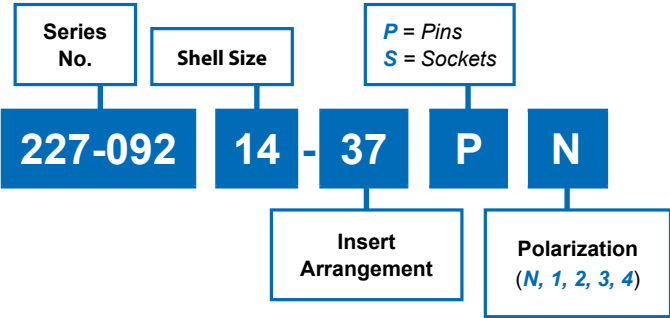 Series
No.
Shell Size
P = Pins
S = Sockets
227-092 14 - 37 P N
Insert
Arrangement
Polarization
(N, 1, 2, 3, 4)